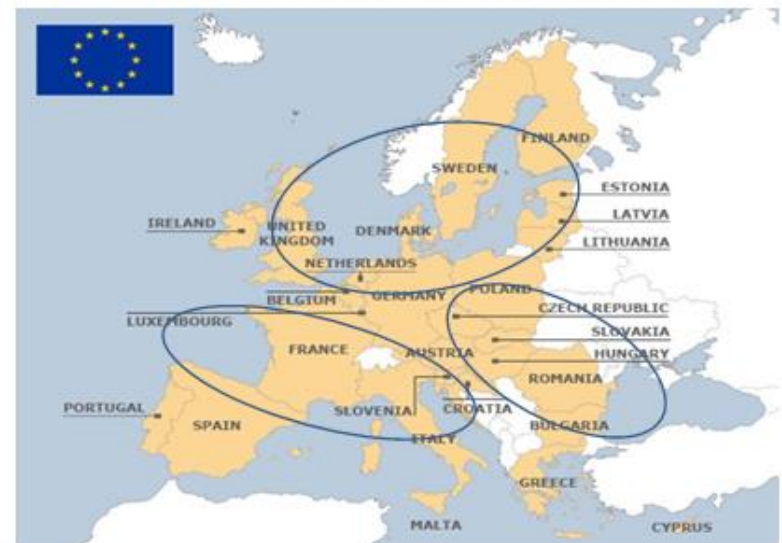 FINLAND
SWEDEN
ESTONIA
IRELAND
LATVIA
UNITED
KINGDOM
DENMARK
LITHUANIA
NETHERLANDS
BELGIUM
GERMANY
POLAND
CZECH REPUBLIC
LUXEMBOURG
SLOVAKIA
FRANCE
AUSTRIA
HUNGARY
ROMANIA
PORTUGAL
SLOVENIA
CROATIA
SPAIN
BULGARIA
ITALY
GREECE
MALTA
CYPRUS